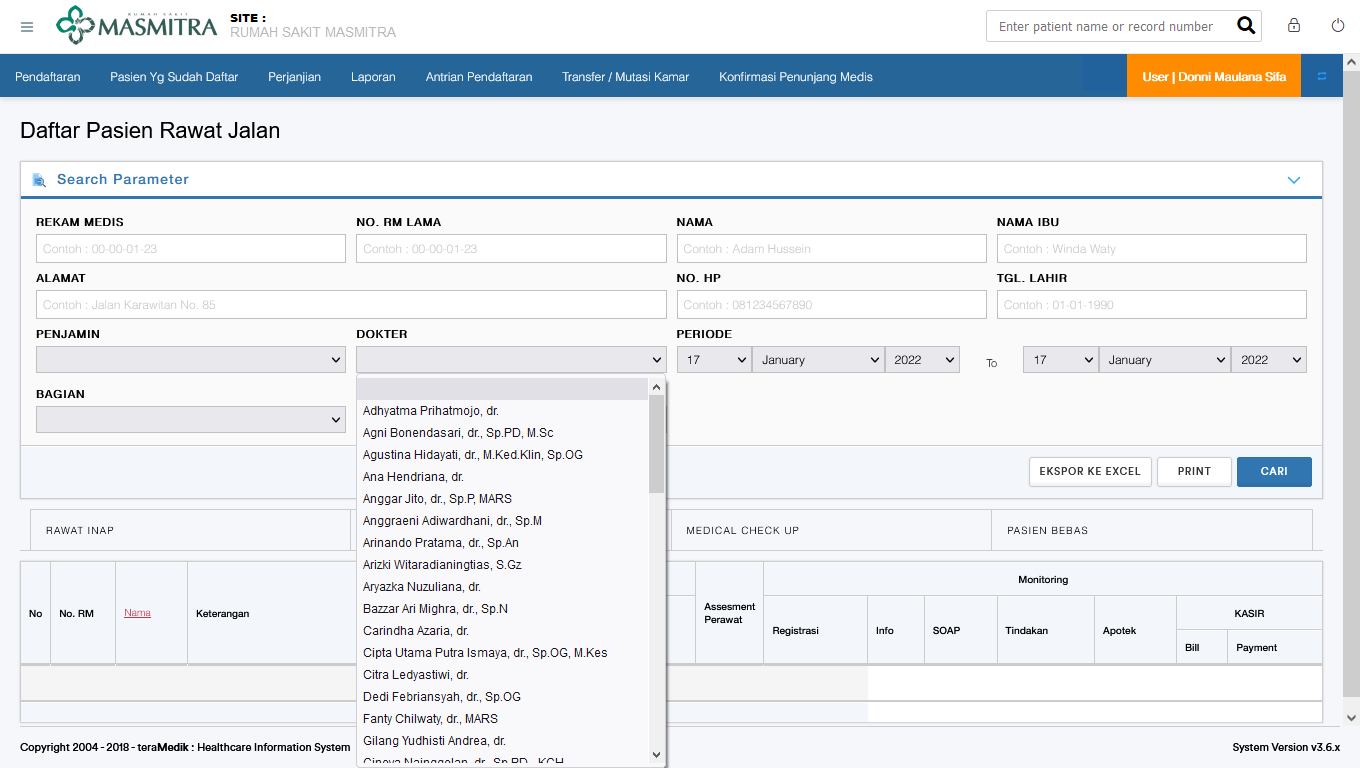 RUMAH SAKIT
MASMITRA
SITE :
RUMAH SAKIT MASMITRA
Enter patient name or record number
Pendaftaran
Pasien Yg Sudah Daftar
Perjanjian
Laporan
Antrian Pendaftaran
Transfer / Mutasi Kamar
Konfirmasi Penunjang Medis
User | Donni Maulana Sifa
Daftar Pasien Rawat Jalan
Search Parameter
REKAM MEDIS
NO. RM LAMA
NAMA
NAMA IBU
Contoh : 00-00-01-23
Contoh : 00-00-01-23
Contoh : Adam Hussein
Contoh : Winda Waty
ALAMAT
NO. HP
TGL. LAHIR
Contoh : Jalan Karawitan No. 85
Contoh : 081234567890
Contoh : 01-01-1990
PENJAMIN
DOKTER
PERIODE
17
January
2022
To
17
January
2022
BAGIAN
Adhyatma Prihatmojo, dr.
Agni Bonendasari, dr., Sp.PD, M.Sc
Agustina Hidayati, dr., M.Ked.Klin, Sp.OG
Ana Hendriana, dr.
Anggar Jito, dr., Sp.P, MARS
Anggraeni Adiwardhani, dr., Sp.M
Arinando Pratama, dr., Sp.An
Arizki Witaradianingtias, S.Gz
Aryazka Nuzuliana, dr.
Bazzar Ari Mighra, dr., Sp.N
Carindha Azaria, dr.
Cipta Utama Putra Ismaya, dr., Sp.OG, M.Kes
Citra Ledyastiwi, dr.
Dedi Febriansyah, dr., Sp.OG
Fanty Chilwaty, dr., MARS
Gilang Yudhisti Andrea, dr.
EKSPOR KE EXCEL
PRINT
CARI
RAWAT INAP
MEDICAL CHECK UP
PASIEN BEBAS
No
No. RM
Nama
Keterangan
Assesment
Perawat
Monitoring
Registrasi
Info
SOAP
Tindakan
Apotek
KASIR
Bill
Payment
Copyright 2004 - 2018 - teraMedik : Healthcare Information System
System Version v3.6.x